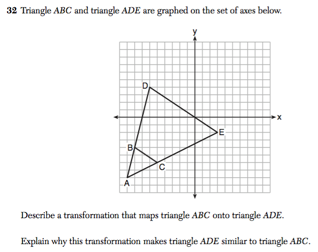 32 Triangle ABC and triangle ADE are graphed on the set of axes below.
y
D
x
E
B
C
A
Describe a transformation that maps triangle ABC onto triangle ADE.
Explain why this transformation makes triangle ADE similar to triangle ABC.